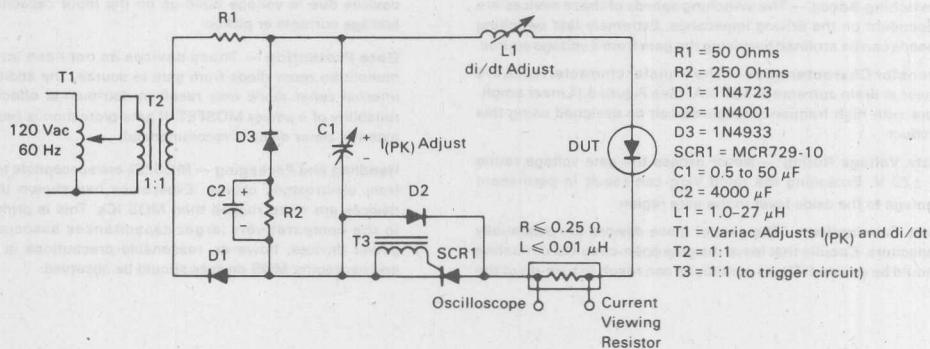 R1
L1
di/dt Adjust
T1
T2
120 Vac
60 Hz
1:1
D3
C1
I(PK) Adjust
DUT
C2
+
R2
D2
T3
SCR1
D1
R ≤ 0.25 Ω
L ≤ 0.01 μH
Oscilloscope
Current
Viewing
Resistor
R1 = 50 Ohms
R2 = 250 Ohms
D1 = 1N4723
D2 = 1N4001
D3 = 1N4933
SCR1 = MCR729-10
C1 = 0.5 to 50 μF
C2 = 4000 μF
L1 = 1.0–27 μH
T1 = Variac Adjusts I(PK) and di/dt
T2 = 1:1
T3 = 1:1 (to trigger circuit)